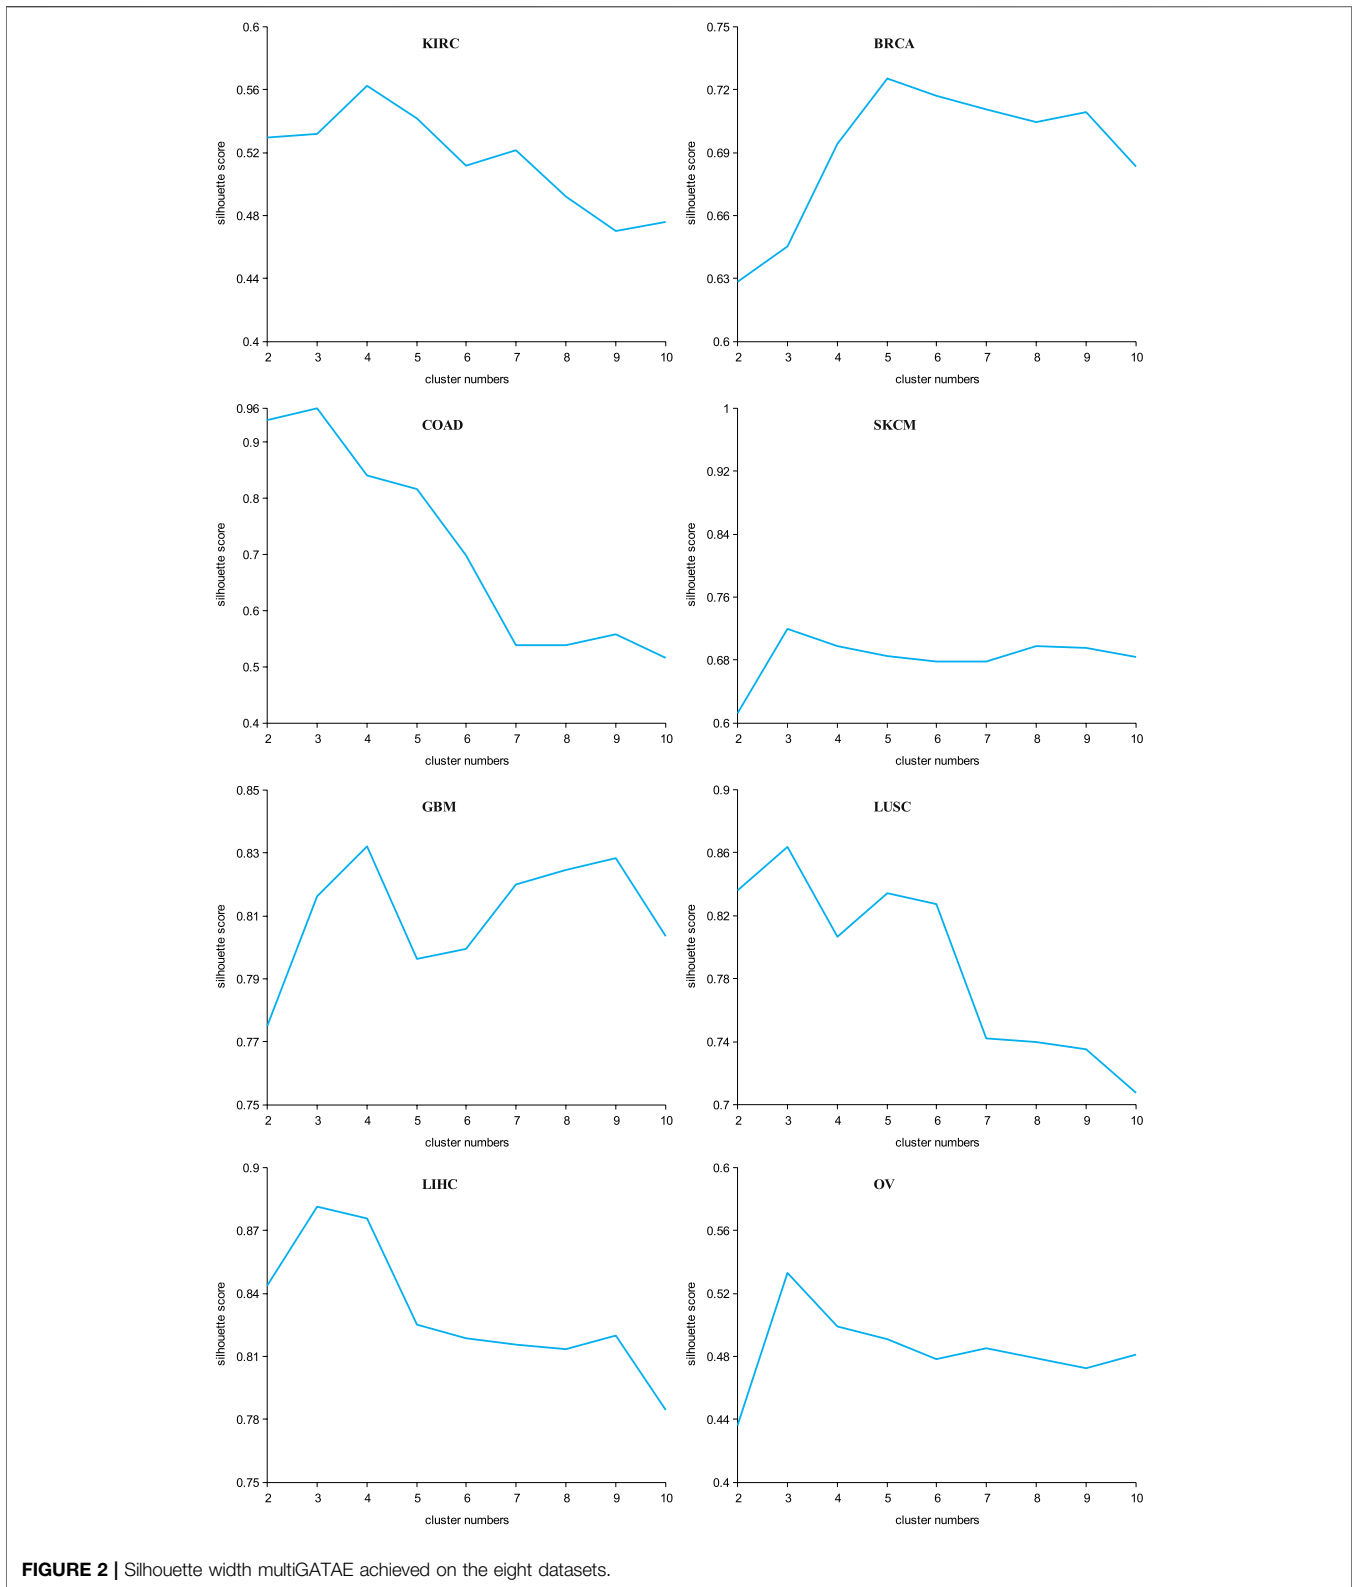 KIRC
0.6
0.56
0.52
0.48
0.44
0.4
silhouette score
2 3 4 5 6 7 8 9 10
cluster numbers
BRCA
0.75
0.72
0.69
0.66
0.63
0.6
silhouette score
2 3 4 5 6 7 8 9 10
cluster numbers
COAD
0.96
0.9
0.8
0.7
0.6
0.5
0.4
silhouette score
2 3 4 5 6 7 8 9 10
cluster numbers
SKCM
1
0.92
0.84
0.76
0.68
0.6
silhouette score
2 3 4 5 6 7 8 9 10
cluster numbers
GBM
0.85
0.83
0.81
0.79
0.77
0.75
silhouette score
2 3 4 5 6 7 8 9 10
cluster numbers
LUSC
0.9
0.86
0.82
0.78
0.74
0.7
silhouette score
2 3 4 5 6 7 8 9 10
cluster numbers
LIHC
0.9
0.87
0.84
0.81
0.78
0.75
silhouette score
2 3 4 5 6 7 8 9 10
cluster numbers
OV
0.6
0.56
0.52
0.48
0.44
0.4
silhouette score
2 3 4 5 6 7 8 9 10
cluster numbers
FIGURE 2 | Silhouette width multiGATAE achieved on the eight datasets.